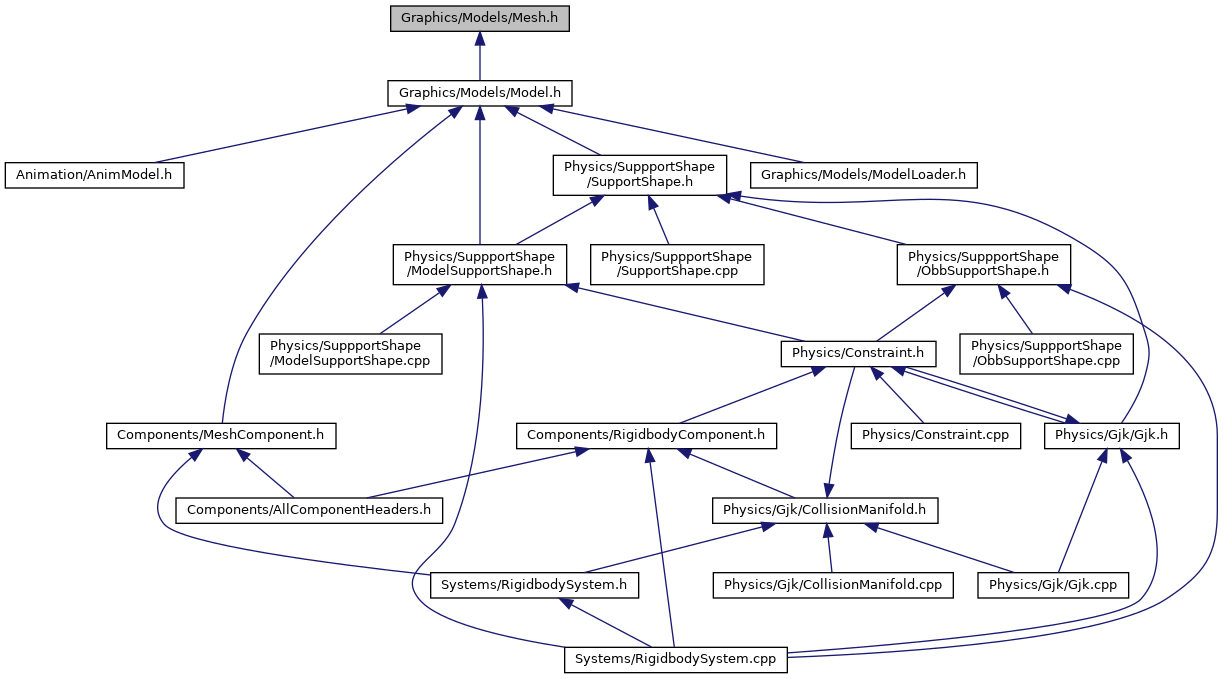 Graphics/Models/Mesh.h
Graphics/Models/Model.h
Animation/AnimModel.h
Physics/SuppportShape
/SupportShape.h
Graphics/Models/ModelLoader.h
Physics/SuppportShape
/ModelSupportShape.h
Physics/SuppportShape
/SupportShape.cpp
Physics/SuppportShape
/ObbSupportShape.h
Physics/SuppportShape
/ModelSupportShape.cpp
Physics/Constraint.h
Physics/SuppportShape
/ObbSupportShape.cpp
Components/MeshComponent.h
Components/RigidbodyComponent.h
Physics/Constraint.cpp
Physics/Gjk/Gjk.h
Components/AllComponentHeaders.h
Physics/Gjk/CollisionManifold.h
Systems/RigidbodySystem.h
Physics/Gjk/CollisionManifold.cpp
Physics/Gjk/Gjk.cpp
Systems/RigidbodySystem.cpp